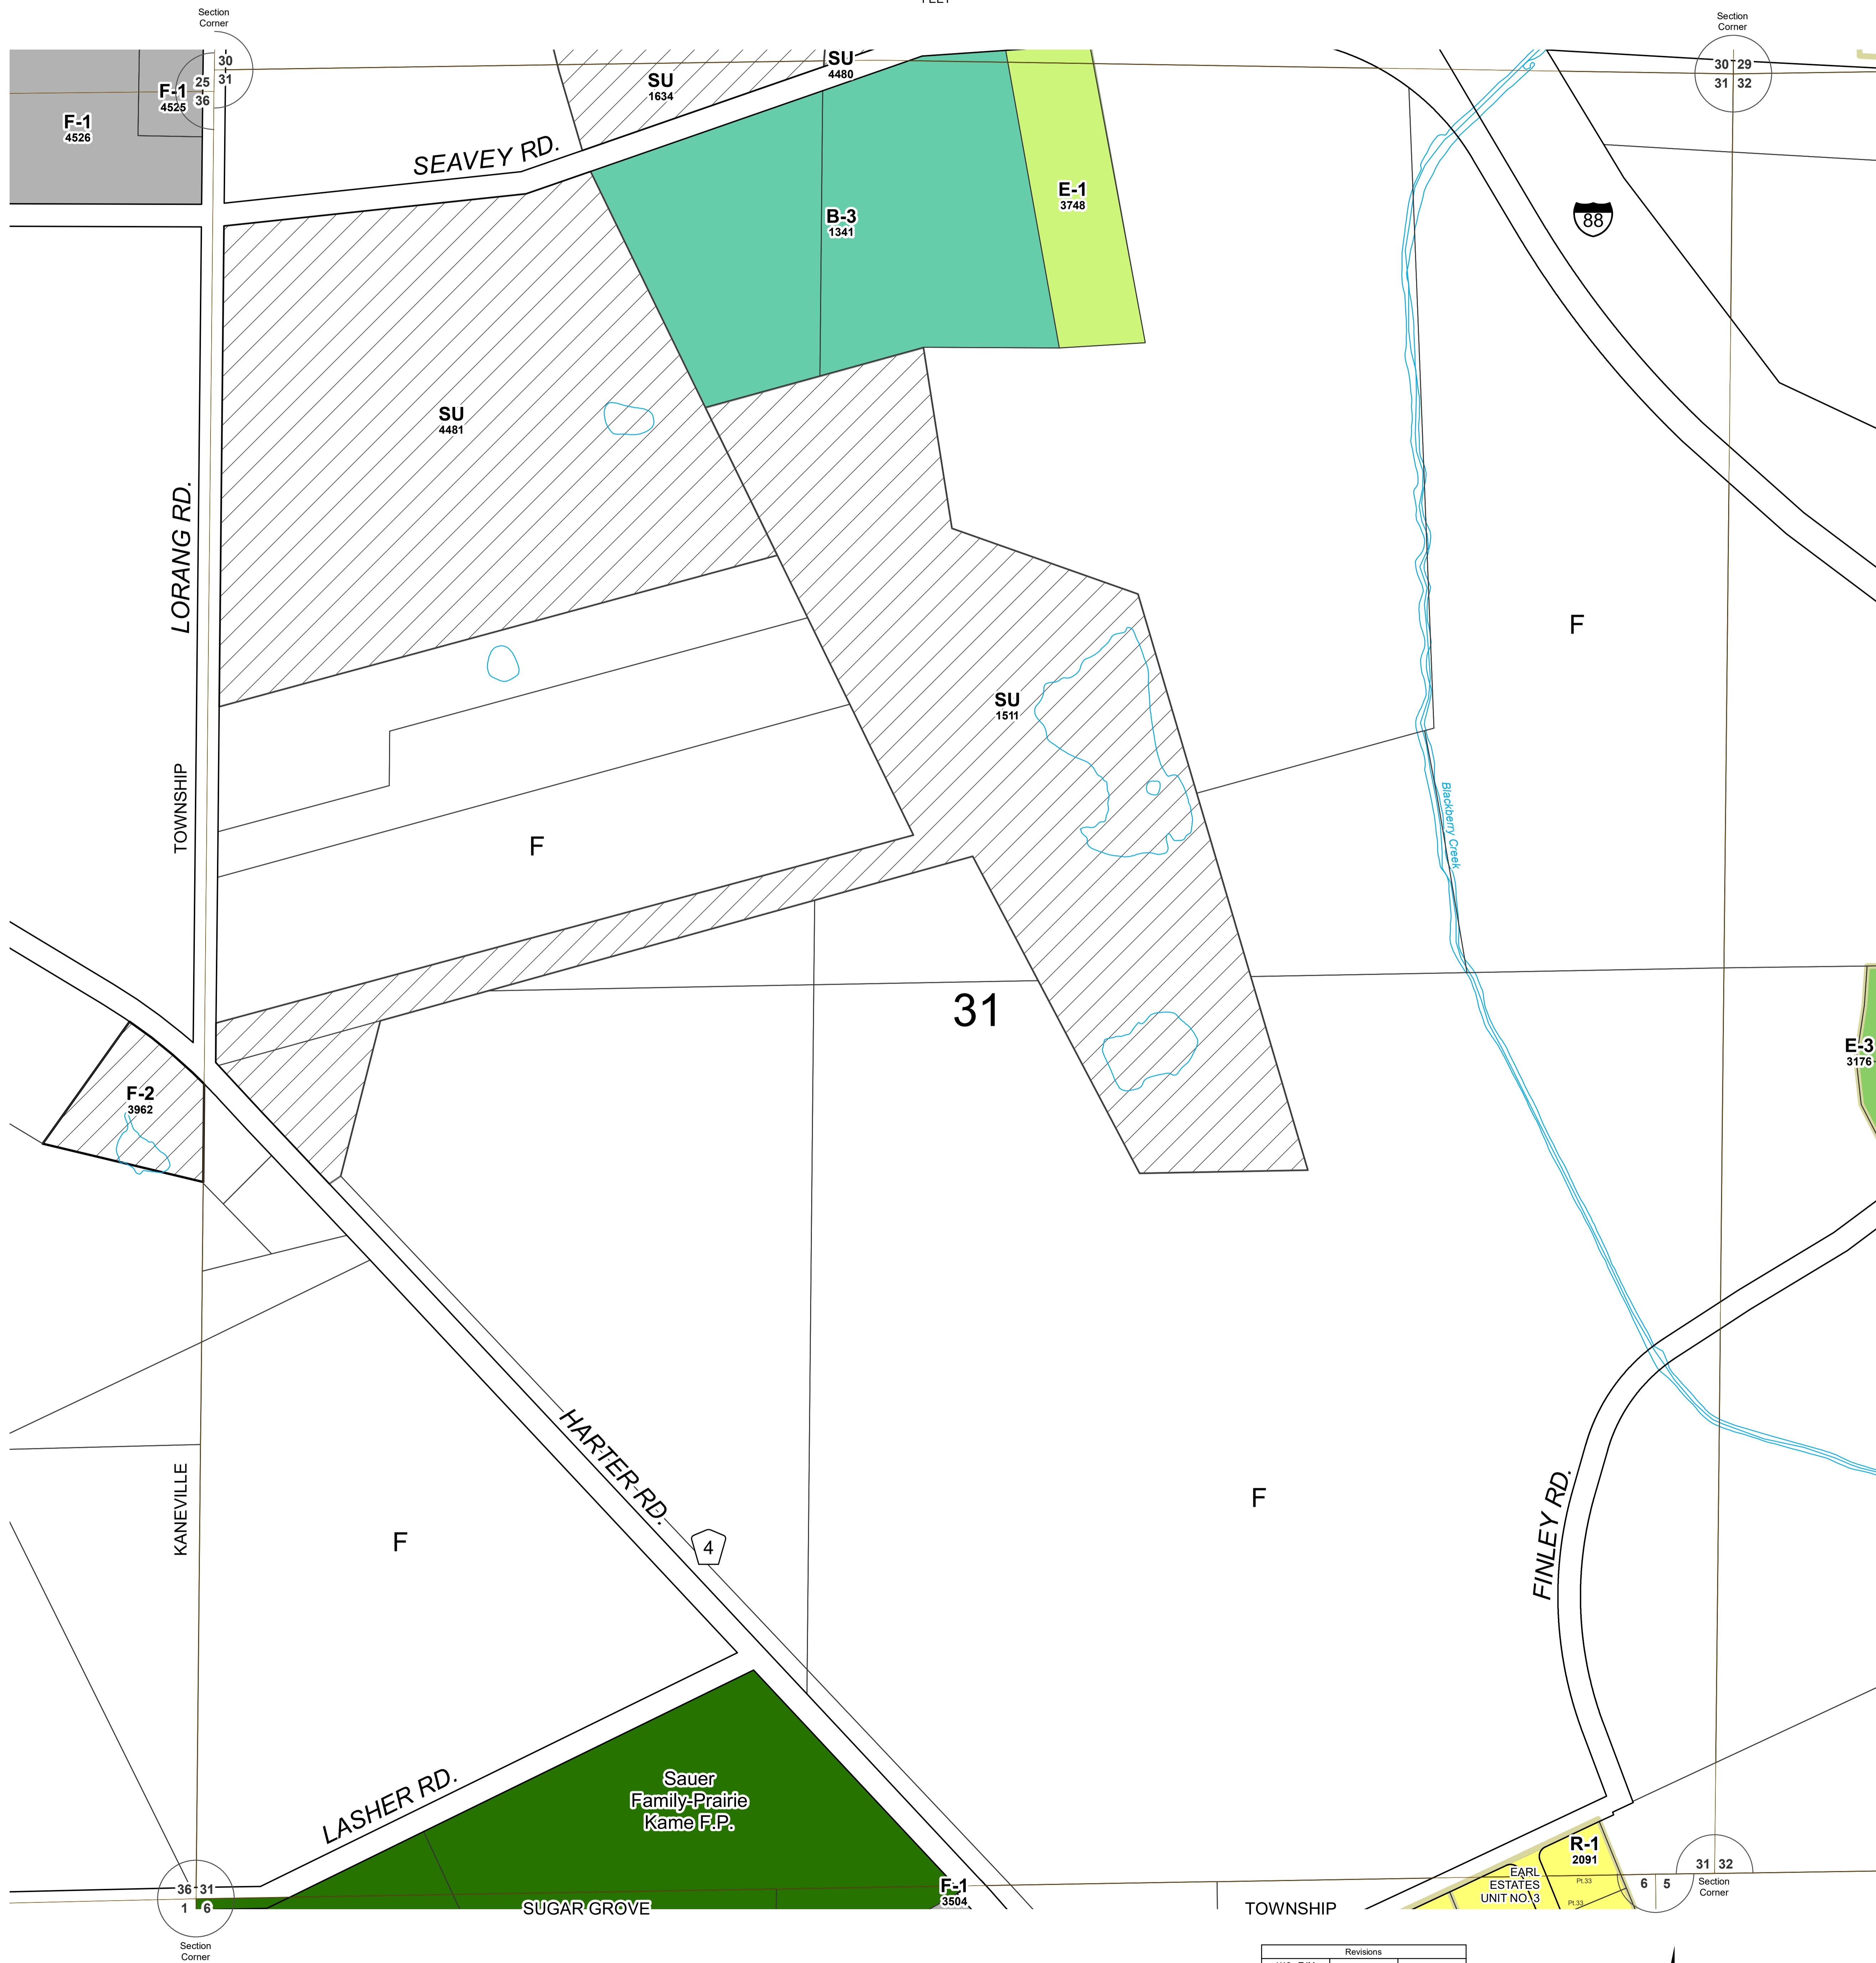 Section
Corner
Section
Corner
30
25
31
36
F-1
4525
F-1
4526
SU
1634
SU
4480
30 29
31 32
SEAVEY RD.
E-1
3748
B-3
1341
88
SU
4481
LORANG RD.
F
SU
1511
TOWNSHIP
Blackberry Creek
F
31
E-3
3176
F-2
3962
HARTER RD.
KANEVILLE
F
F
4
FINLEY RD.
Sauer
Family-Prairie
Kame F.P.
LASHER RD.
R-1
2091
EARL
ESTATES
UNIT NO. 3
Pt.33
Pt.33
31 32
6 5
Section
Corner
36 31
1 6
F-1
3504
SUGAR GROVE
TOWNSHIP
Section
Corner
Revisions